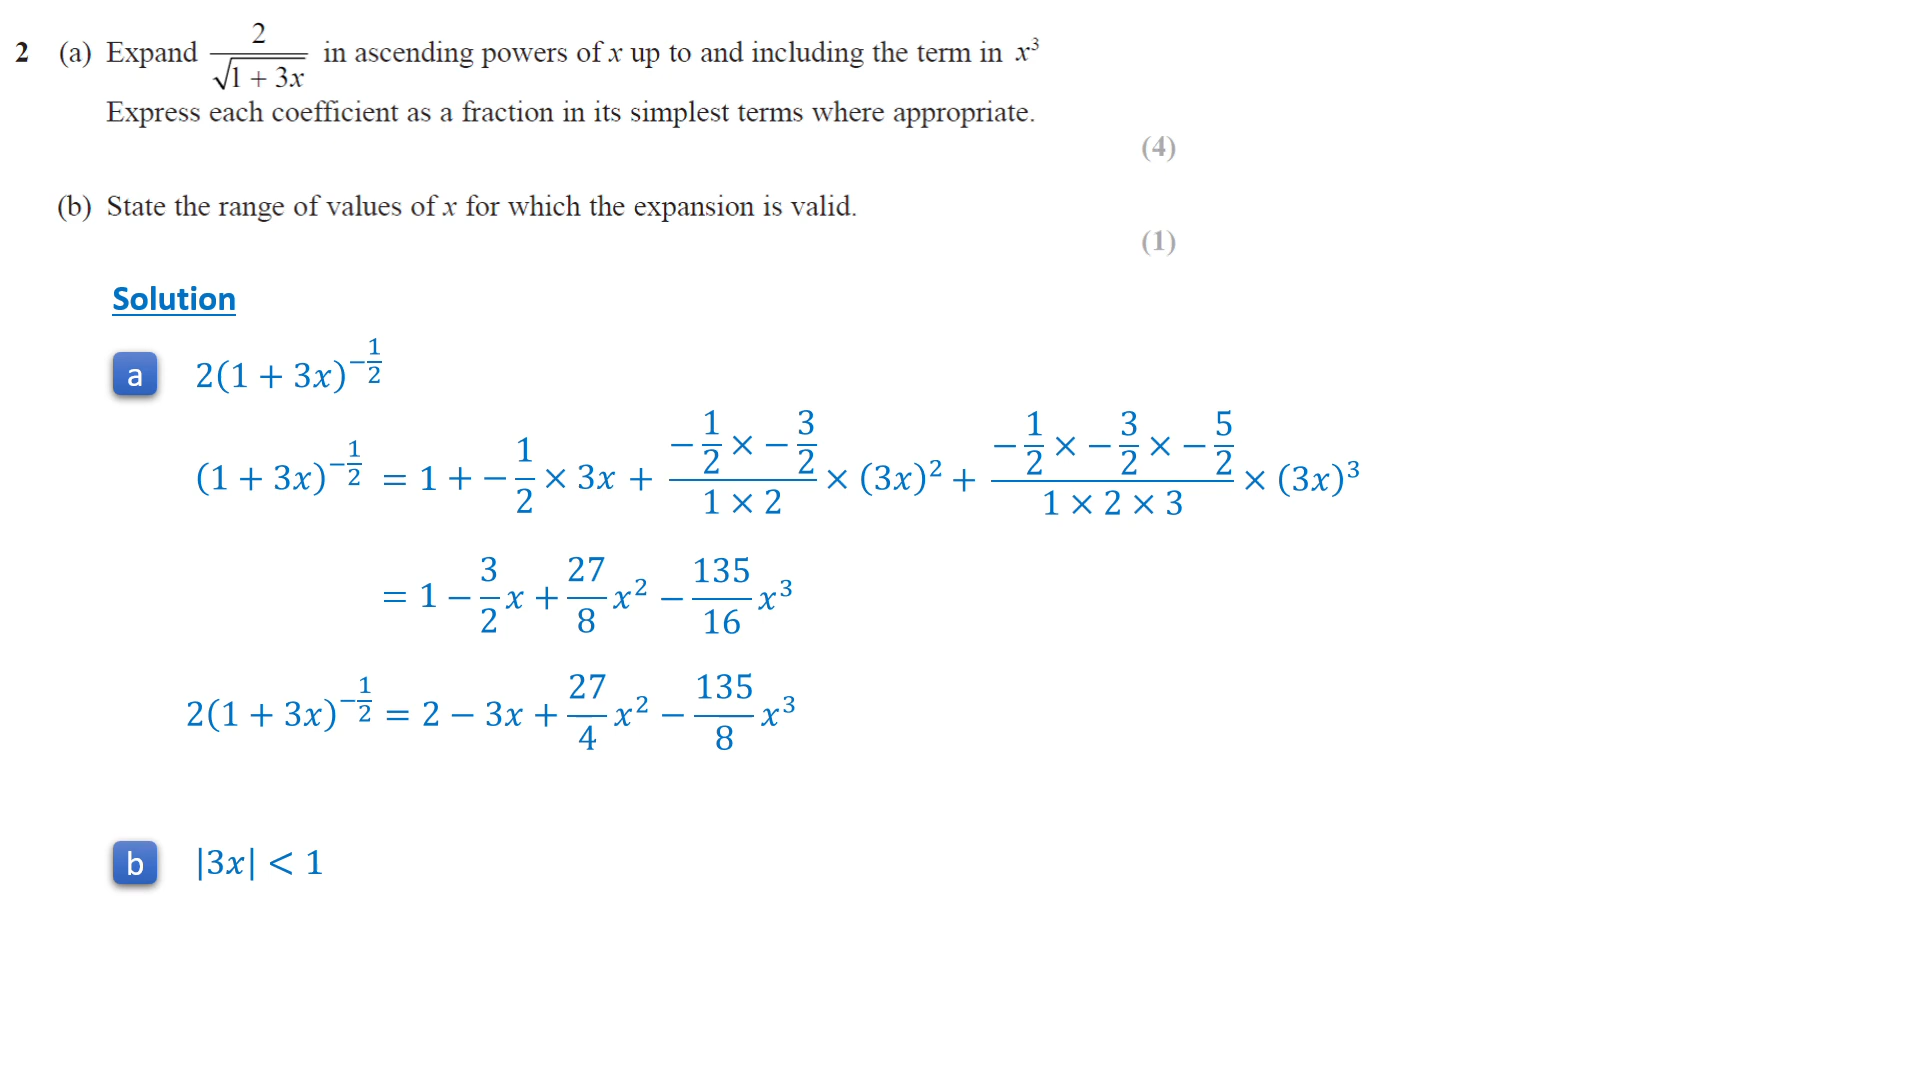 2 (a) Expand 2/√(1 + 3x) in ascending powers of x up to and including the term in x³
Express each coefficient as a fraction in its simplest terms where appropriate.
(4)
(b) State the range of values of x for which the expansion is valid.
(1)
Solution
a 2(1 + 3x)^(−1/2)
(1 + 3x)^(−1/2) = 1 + −1/2 × 3x + (−1/2 × −3/2)/(1 × 2) × (3x)² + (−1/2 × −3/2 × −5/2)/(1 × 2 × 3) × (3x)³
= 1 − 3/2 x + 27/8 x² − 135/16 x³
2(1 + 3x)^(−1/2) = 2 − 3x + 27/4 x² − 135/8 x³
b |3x| < 1